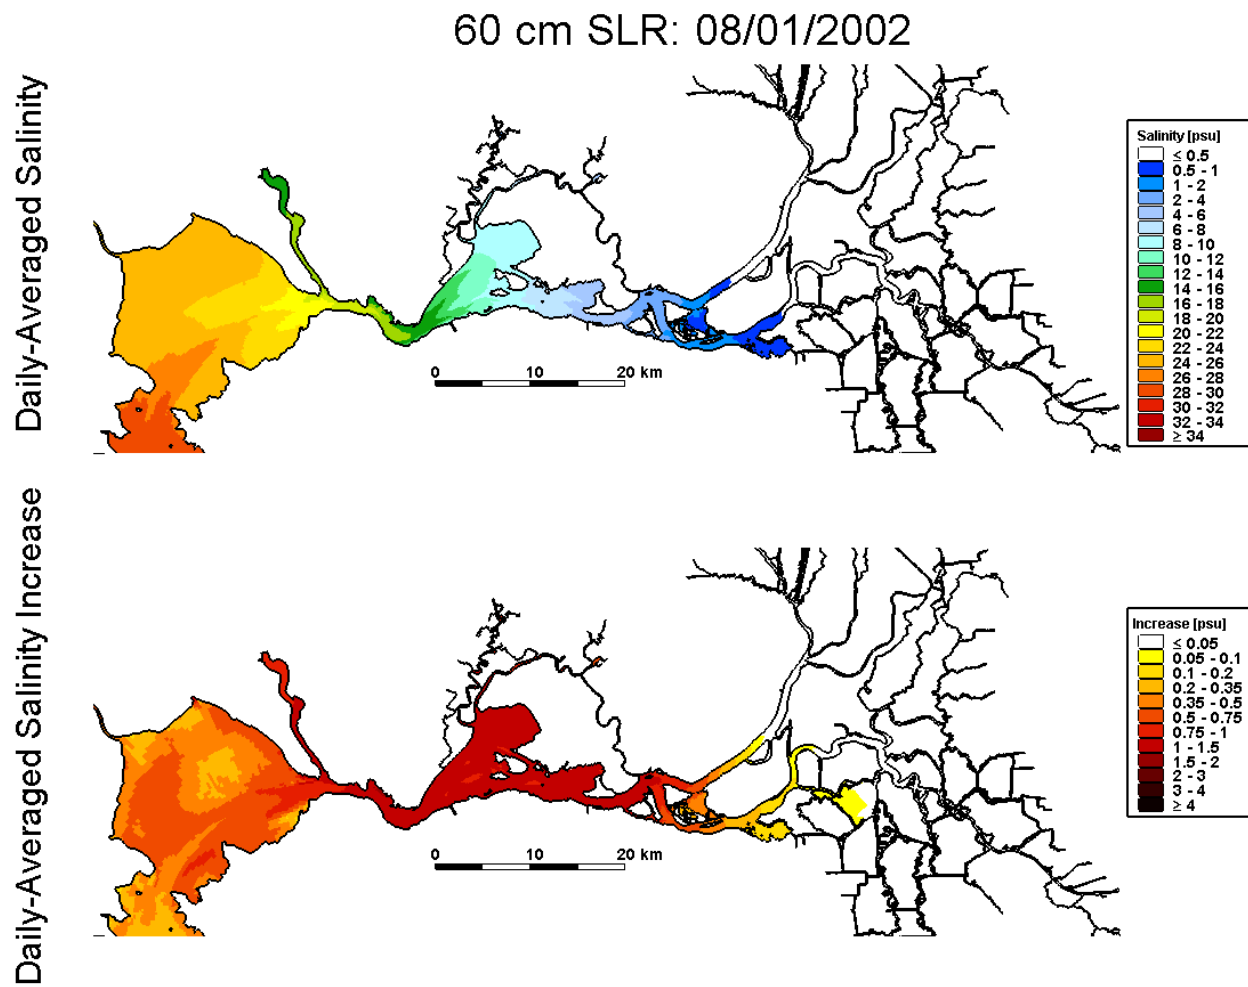 60 cm SLR: 08/01/2002
Daily-Averaged Salinity
Salinity [psu]
≤ 0.5
0.5 - 1
1 - 2
2 - 4
4 - 6
6 - 8
8 - 10
10 - 12
12 - 14
14 - 16
16 - 18
18 - 20
20 - 22
22 - 24
24 - 26
26 - 28
28 - 30
30 - 32
32 - 34
≥ 34
0 10 20 km
Daily-Averaged Salinity Increase
Increase [psu]
≤ 0.05
0.05 - 0.1
0.1 - 0.2
0.2 - 0.35
0.35 - 0.5
0.5 - 0.75
0.75 - 1
1 - 1.5
1.5 - 2
2 - 3
3 - 4
≥ 4
0 10 20 km